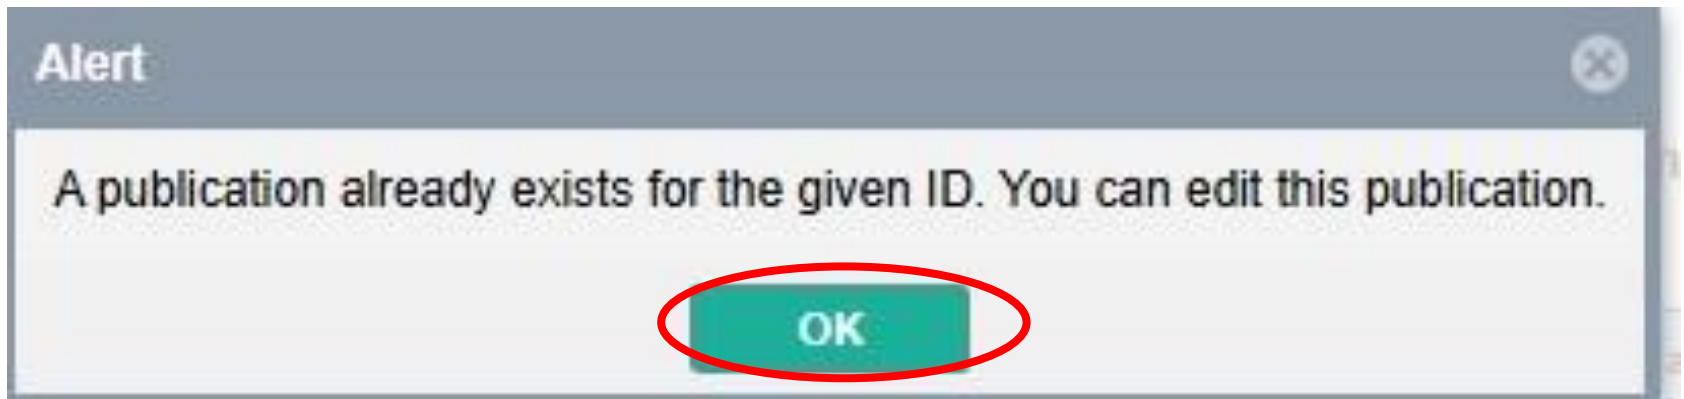 Alert
A publication already exists for the given ID. You can edit this publication.
OK